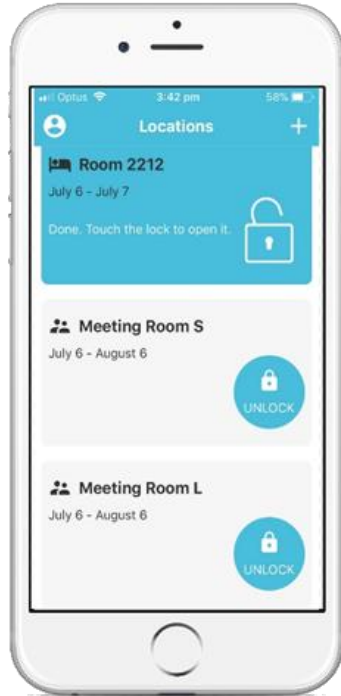 Optus 3:42 pm 58%
Locations
Room 2212
July 6 - July 7
Done. Touch the lock to open it.
Meeting Room S
July 6 - August 6
UNLOCK
Meeting Room L
July 6 - August 6
UNLOCK